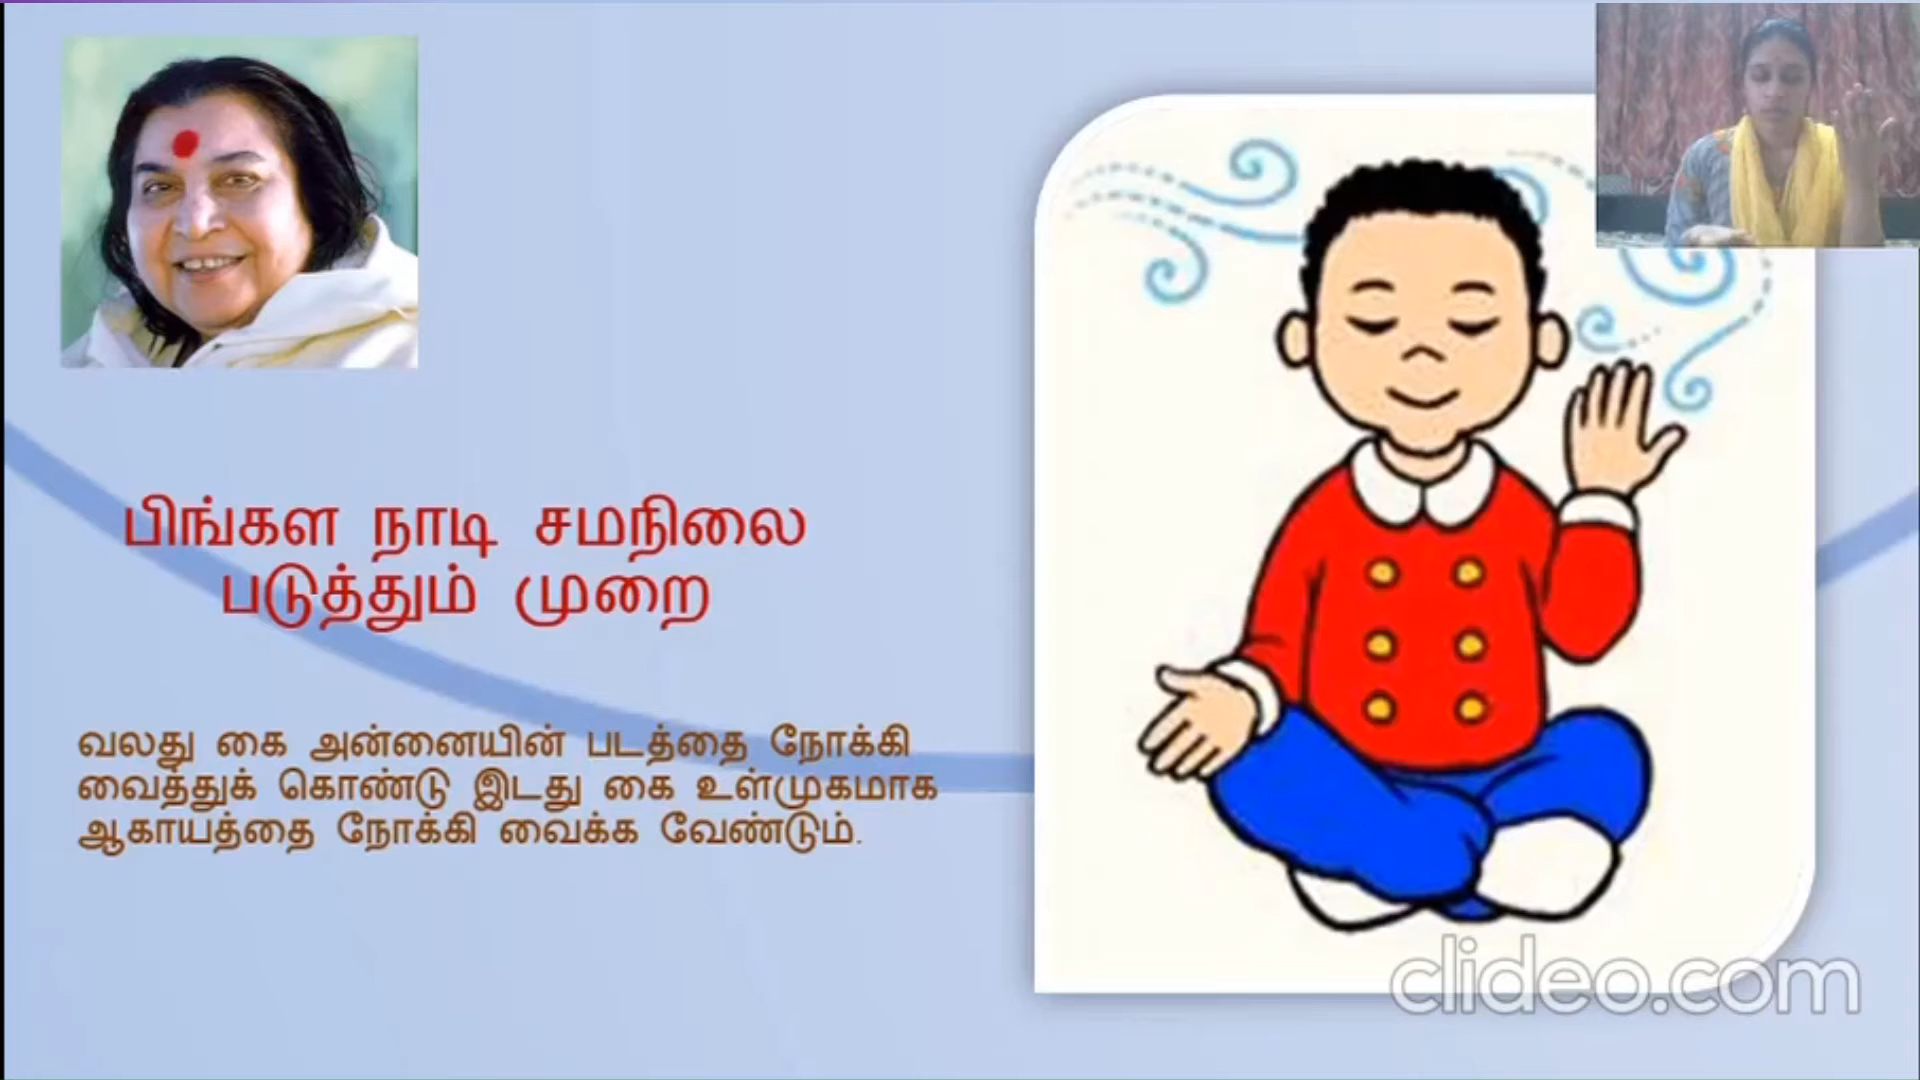 பிங்கள நாடி சமநிலை
படுத்தும் முறை
வலது கை அன்னையின் படத்தை நோக்கி
வைத்துக் கொண்டு இடது கை உள்முகமாக
ஆகாயத்தை நோக்கி வைக்க வேண்டும்.
clideo.com